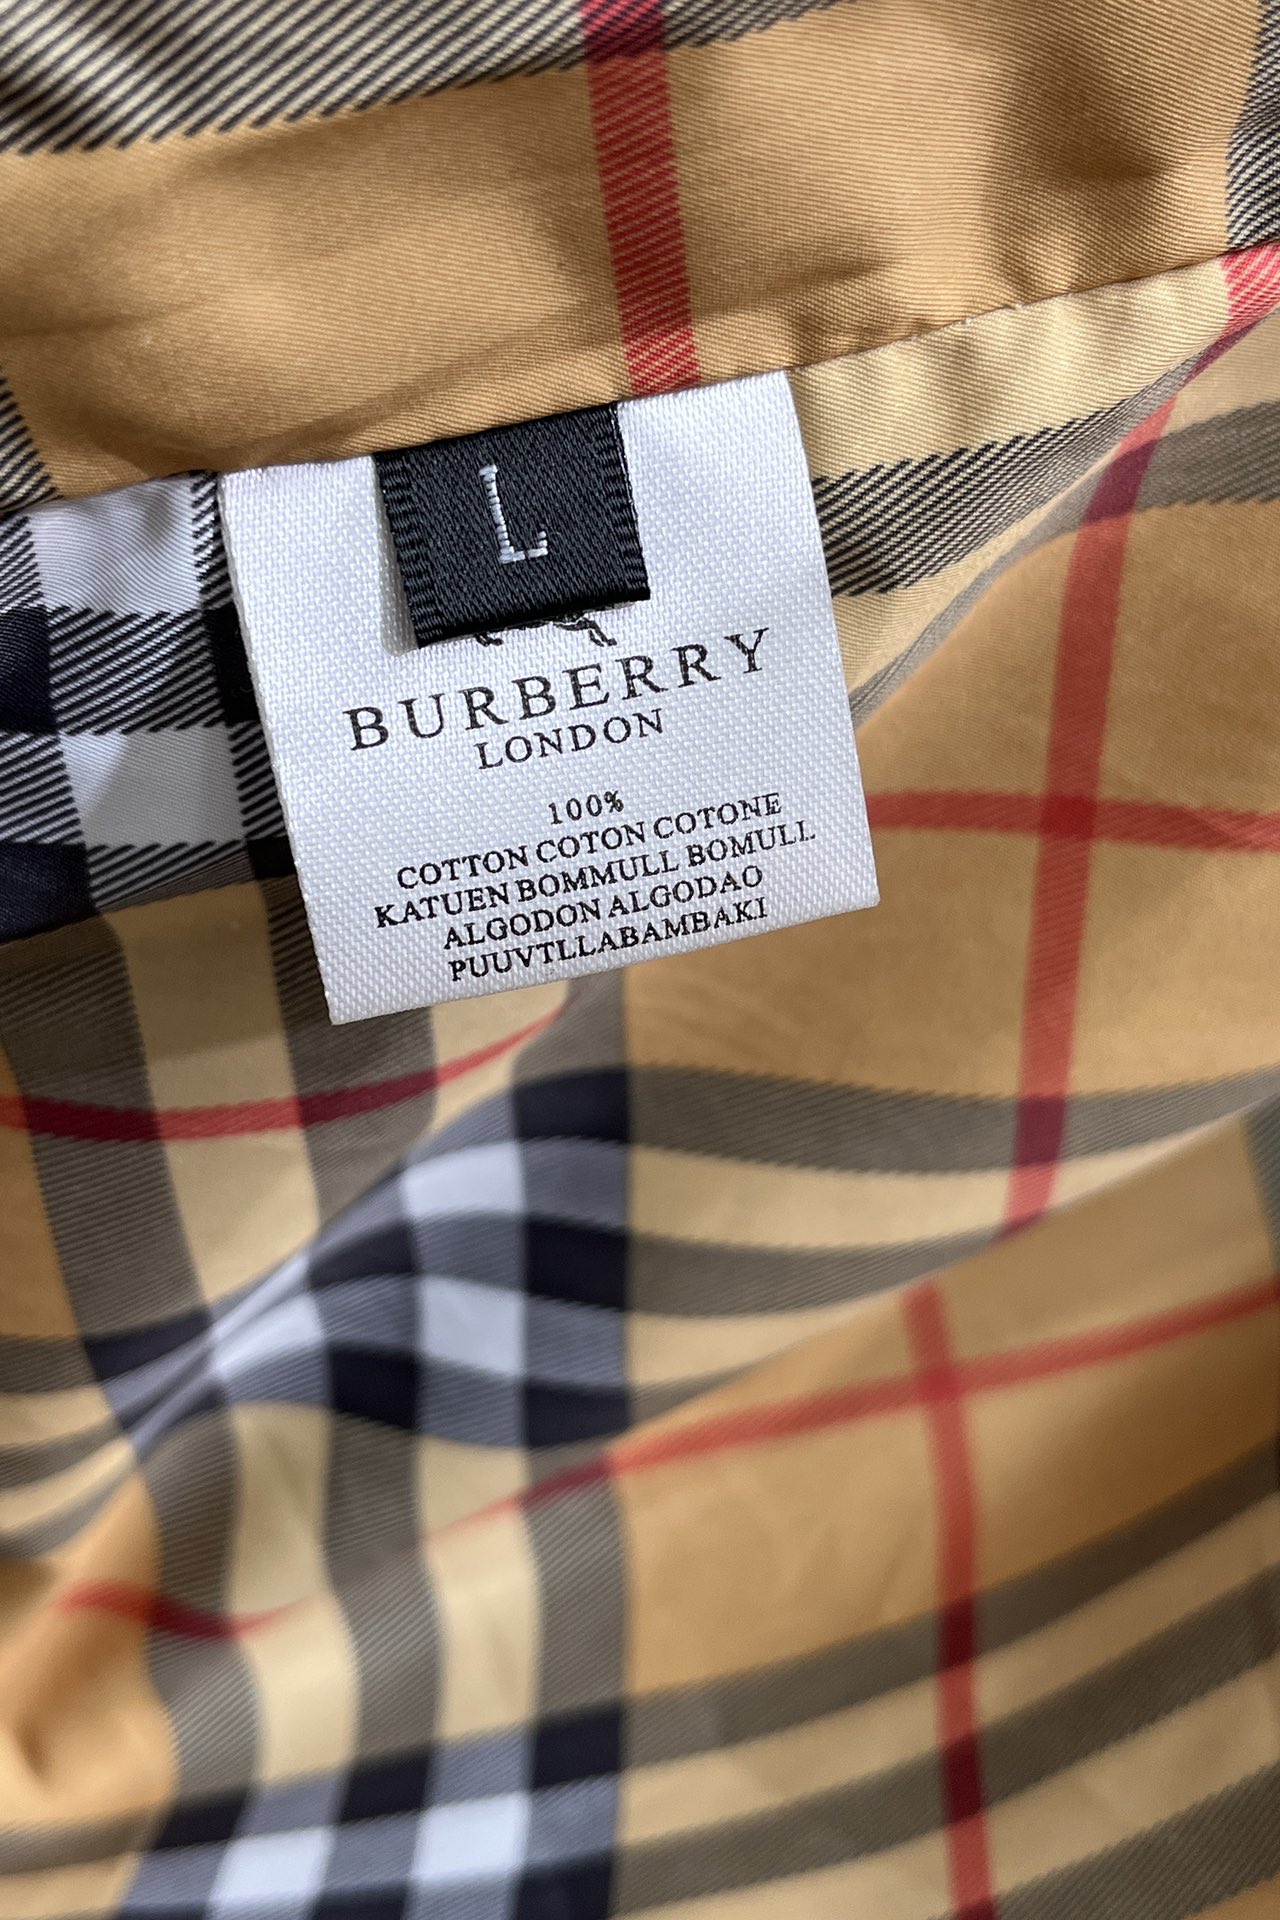 L
BURBERRY
LONDON
100%
COTTON COTON COTONE
KATUEN BOMMULL BOMULL
ALGODON ALGODAO
PUUVTLLABAMBAKI